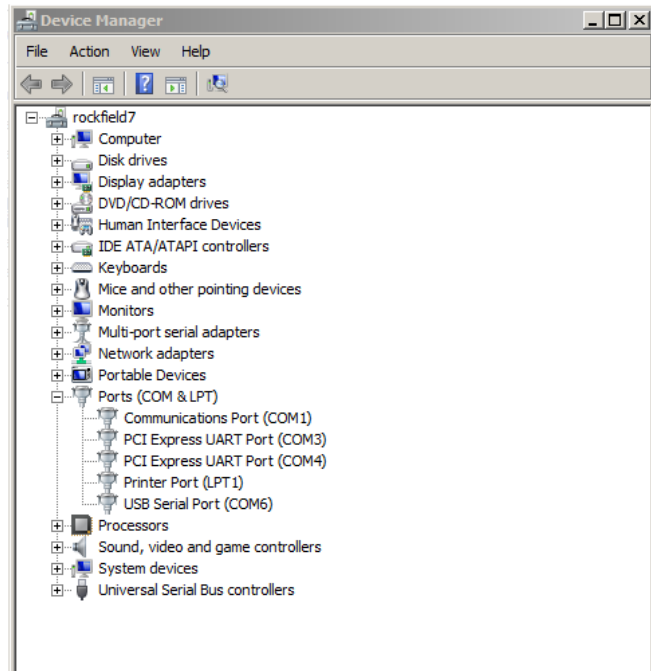 Device Manager
File Action View Help
rockfield7
Computer
Disk drives
Display adapters
DVD/CD-ROM drives
Human Interface Devices
IDE ATA/ATAPI controllers
Keyboards
Mice and other pointing devices
Monitors
Multi-port serial adapters
Network adapters
Portable Devices
Ports (COM & LPT)
Communications Port (COM1)
PCI Express UART Port (COM3)
PCI Express UART Port (COM4)
Printer Port (LPT1)
USB Serial Port (COM6)
Processors
Sound, video and game controllers
System devices
Universal Serial Bus controllers